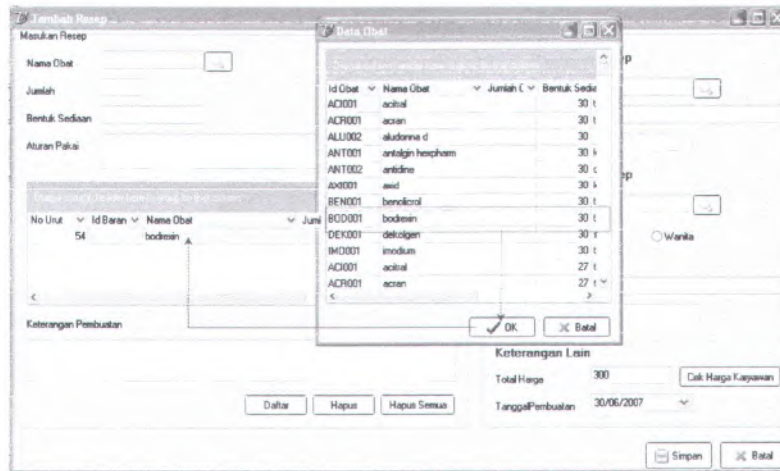 Tambah Resep
Masukan Resep
Nama Obat
Jumlah
Bentuk Sediaan
Aturan Pakai
No Urut Id Baran Nama Obat Juml
54 bodrexin
Keterangan Pembuatan
Daftar Hapus Hapus Semua
Data Obat
Id Obat Nama Obat Jumlah C Bentuk Sedia
ACI001 acitral 30 t
ACR001 acran 30 t
ALU002 aludonna d 30
ANT001 antalgin hexpharm 30 k
ANT002 antidine 30 c
AXI001 axid 30 k
BEN001 benolicrol 30 t
BOD001 bodrexin 30 t
DEK001 dekolgen 30
IMO001 imodium 30 t
ACI001 acitral 27 t
ACR001 acran 27 t
OK Batal
Wanita
Keterangan Lain
Total Harga 300 Cek Harga Karyawan
TanggalPembuatan 30/06/2007
Simpan Batal